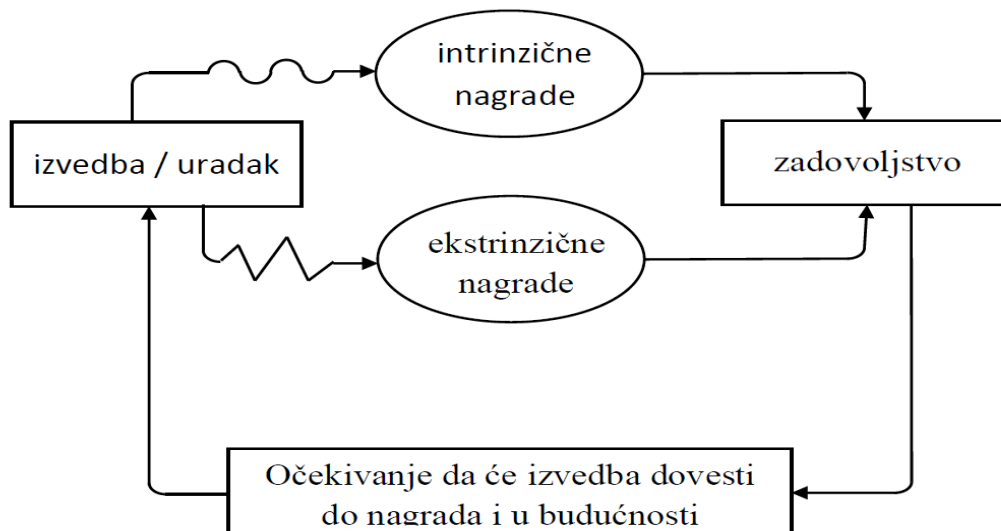 intrinzične
nagrade
izvedba / uradak
zadovoljstvo
ekstrinzične
nagrade
Očekivanje da će izvedba dovesti
do nagrada i u budućnosti